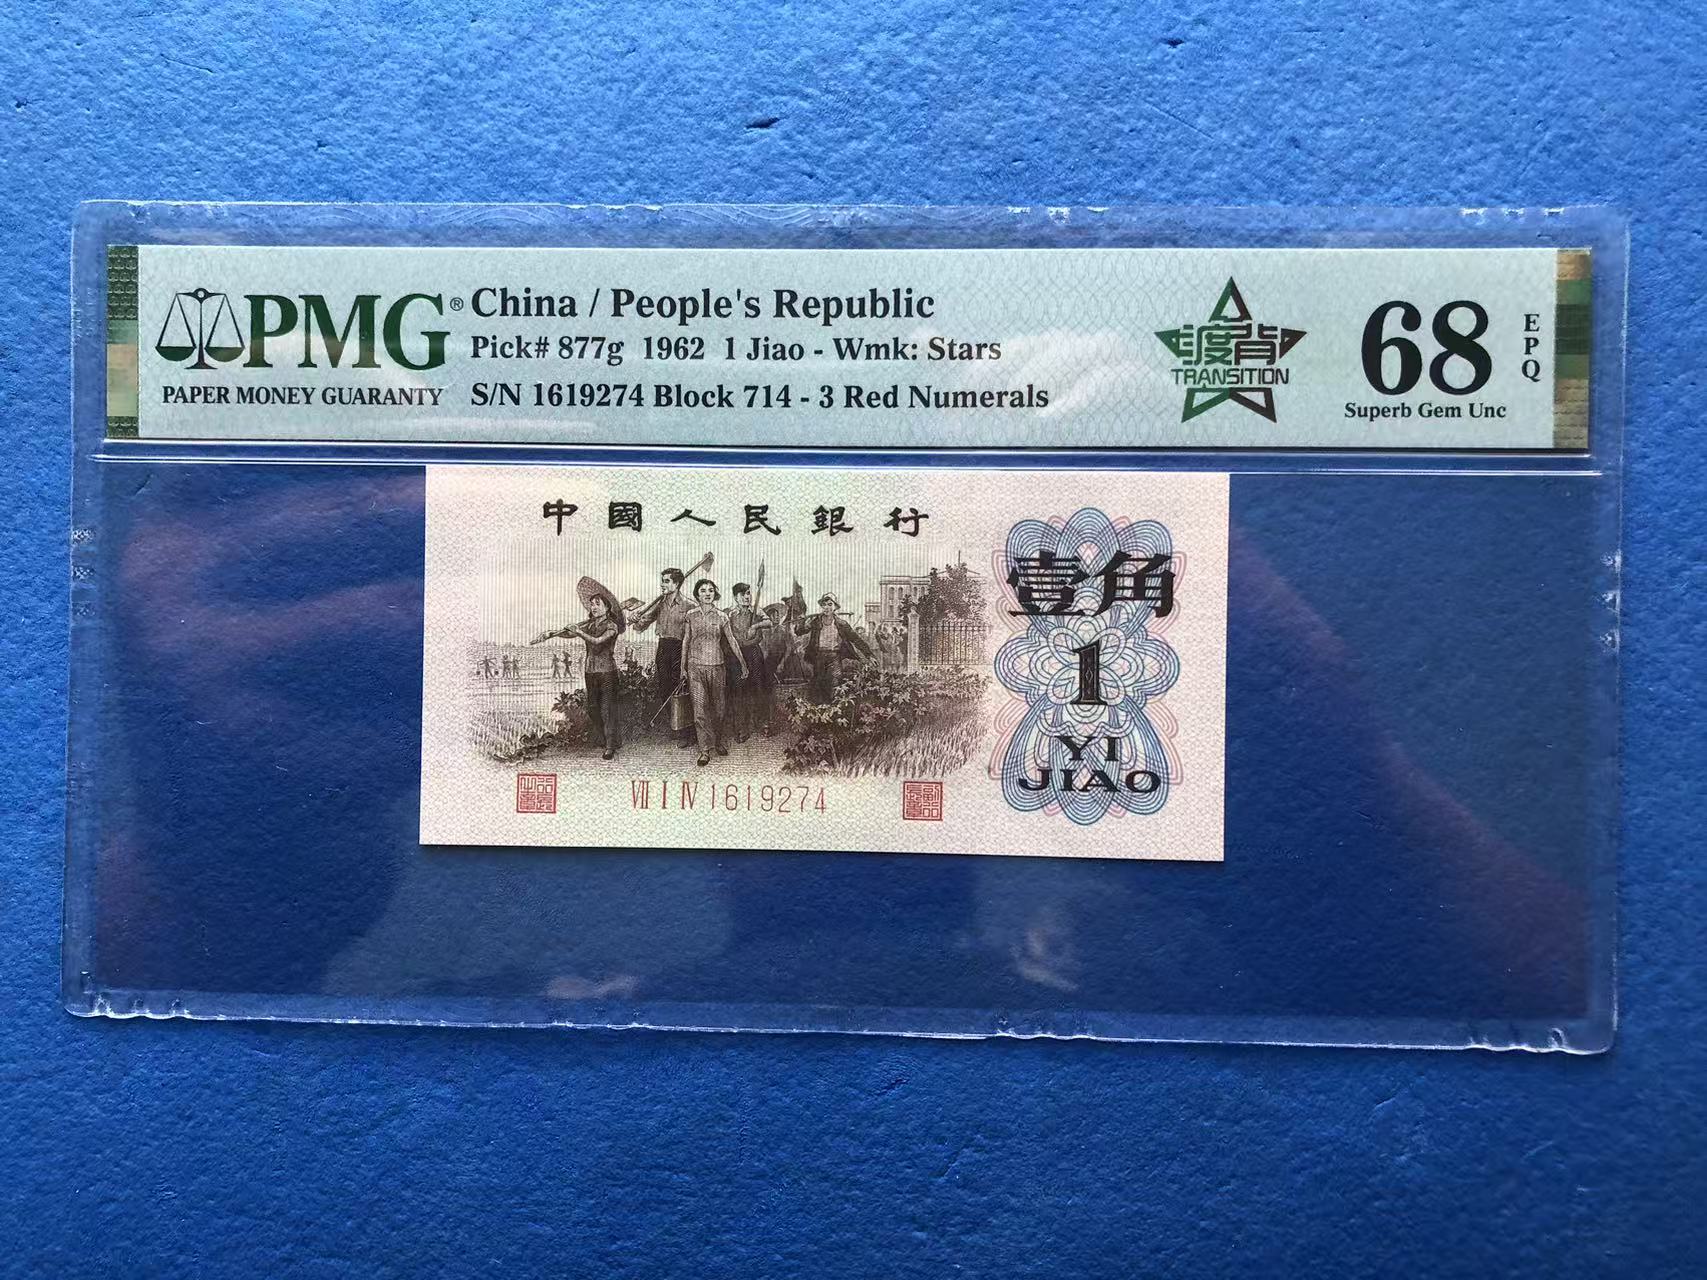 PMG®
PAPER MONEY GUARANTY
China / People's Republic
Pick# 877g 1962 1 Jiao - Wmk: Stars
S/N 1619274 Block 714 - 3 Red Numerals
渡背
TRANSITION
68
EPQ
Superb Gem Unc
中國人民銀行
壹角
1
YI
JIAO
VII I IV 1619274